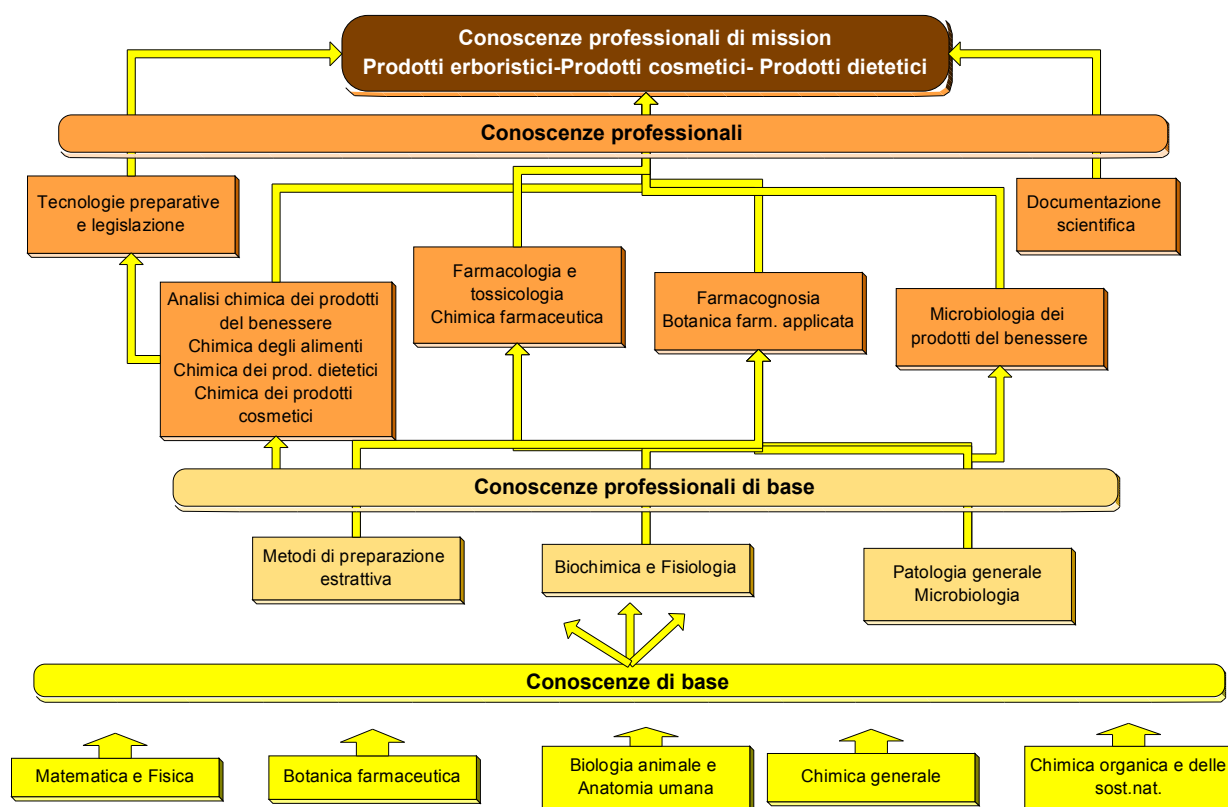 Conoscenze professionali di mission
Prodotti erboristici-Prodotti cosmetici- Prodotti dietetici
Conoscenze professionali
Tecnologie preparative
e legislazione
Documentazione
scientifica
Analisi chimica dei prodotti
del benessere
Chimica degli alimenti
Chimica dei prod. dietetici
Chimica dei prodotti
cosmetici
Farmacologia e
tossicologia
Chimica farmaceutica
Farmacognosia
Botanica farm. applicata
Microbiologia dei
prodotti del benessere
Conoscenze professionali di base
Metodi di preparazione
estrattiva
Biochimica e Fisiologia
Patologia generale
Microbiologia
Conoscenze di base
Matematica e Fisica
Botanica farmaceutica
Biologia animale e
Anatomia umana
Chimica generale
Chimica organica e delle
sost.nat.